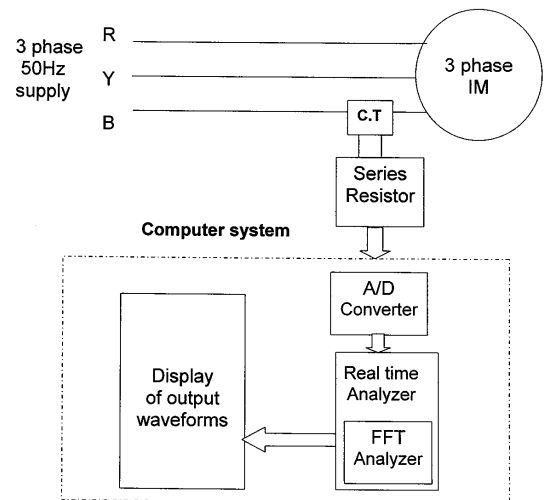 3 phase
50Hz
supply
R
Y
B
3 phase
IM
C.T
Series
Resistor
Computer system
A/D
Converter
Display
of output
waveforms
Real time
Analyzer
FFT
Analyzer